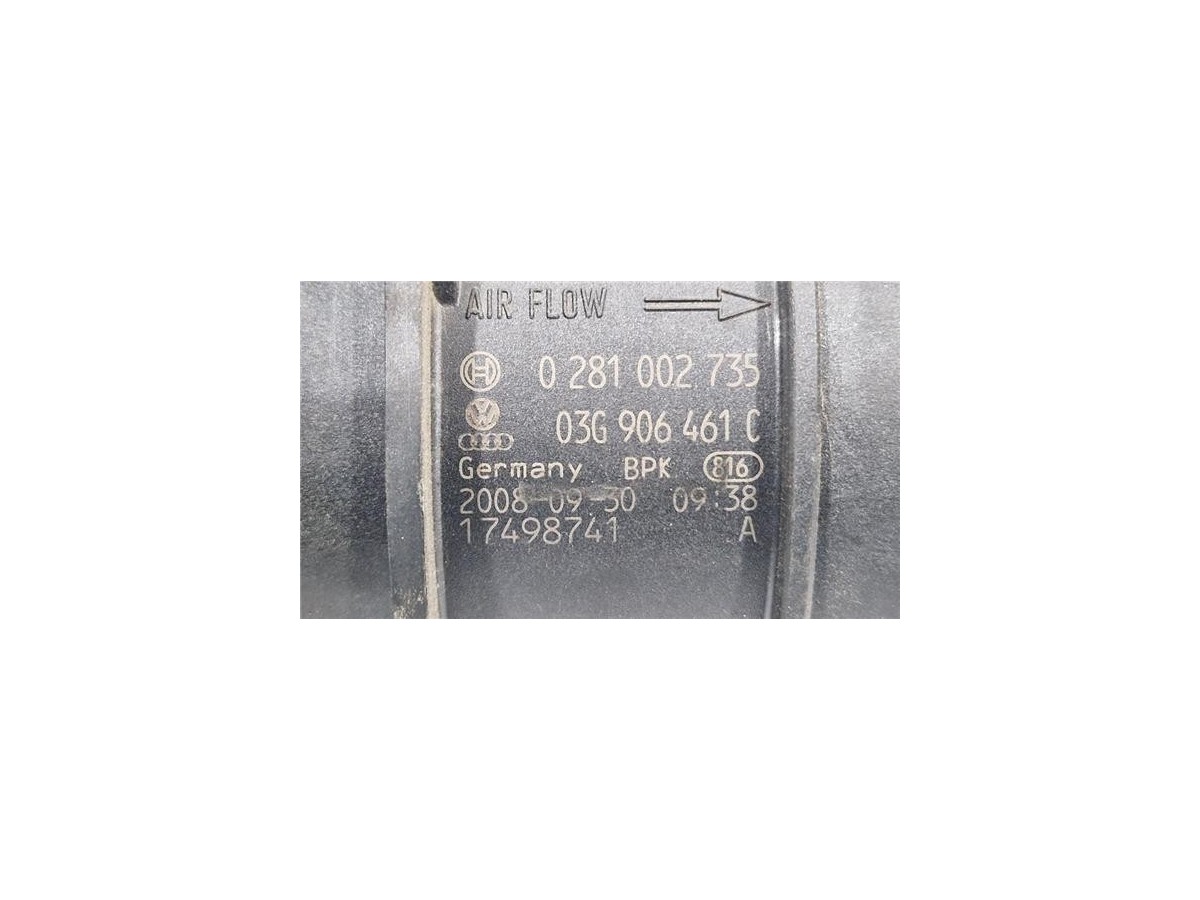 AIR FLOW
0 281 002 735
03G 906 461 C
Germany BPK 816
2008-09-30 09:38
17498741 A